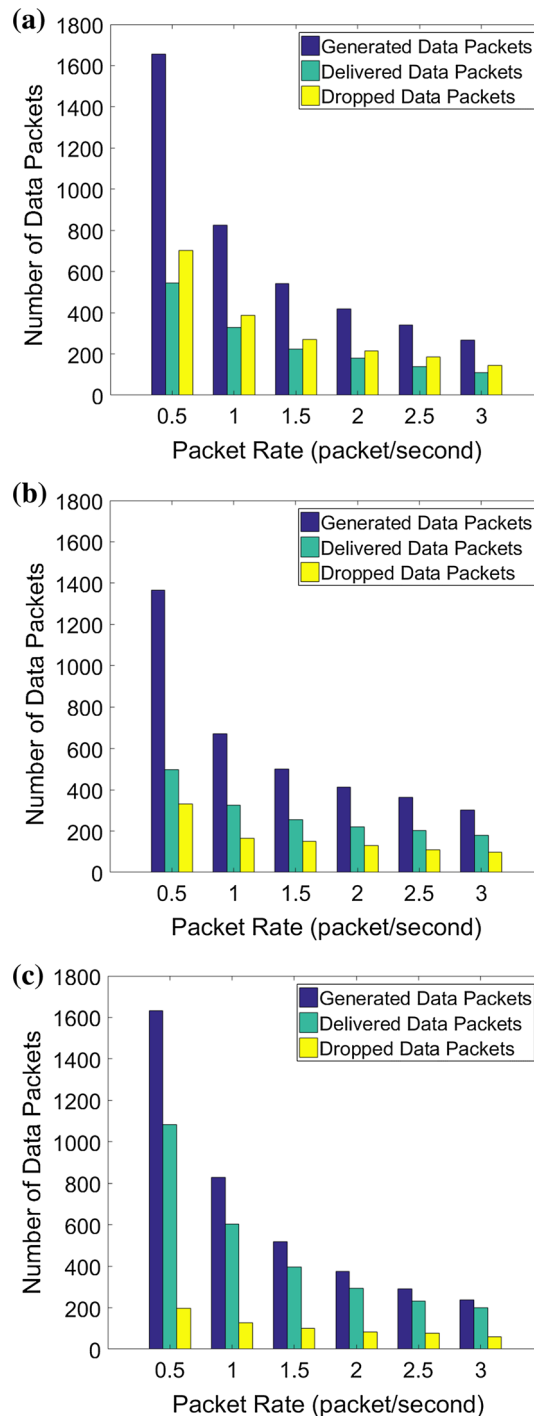 (a)
1800
1600
1400
1200
1000
800
600
400
200
0
Number of Data Packets
Generated Data Packets
Delivered Data Packets
Dropped Data Packets
0.5 1 1.5 2 2.5 3
Packet Rate (packet/second)
(b)
1800
1600
1400
1200
1000
800
600
400
200
0
Number of Data Packets
Generated Data Packets
Delivered Data Packets
Dropped Data Packets
0.5 1 1.5 2 2.5 3
Packet Rate (packet/second)
(c)
1800
1600
1400
1200
1000
800
600
400
200
0
Number of Data Packets
Generated Data Packets
Delivered Data Packets
Dropped Data Packets
0.5 1 1.5 2 2.5 3
Packet Rate (packet/second)